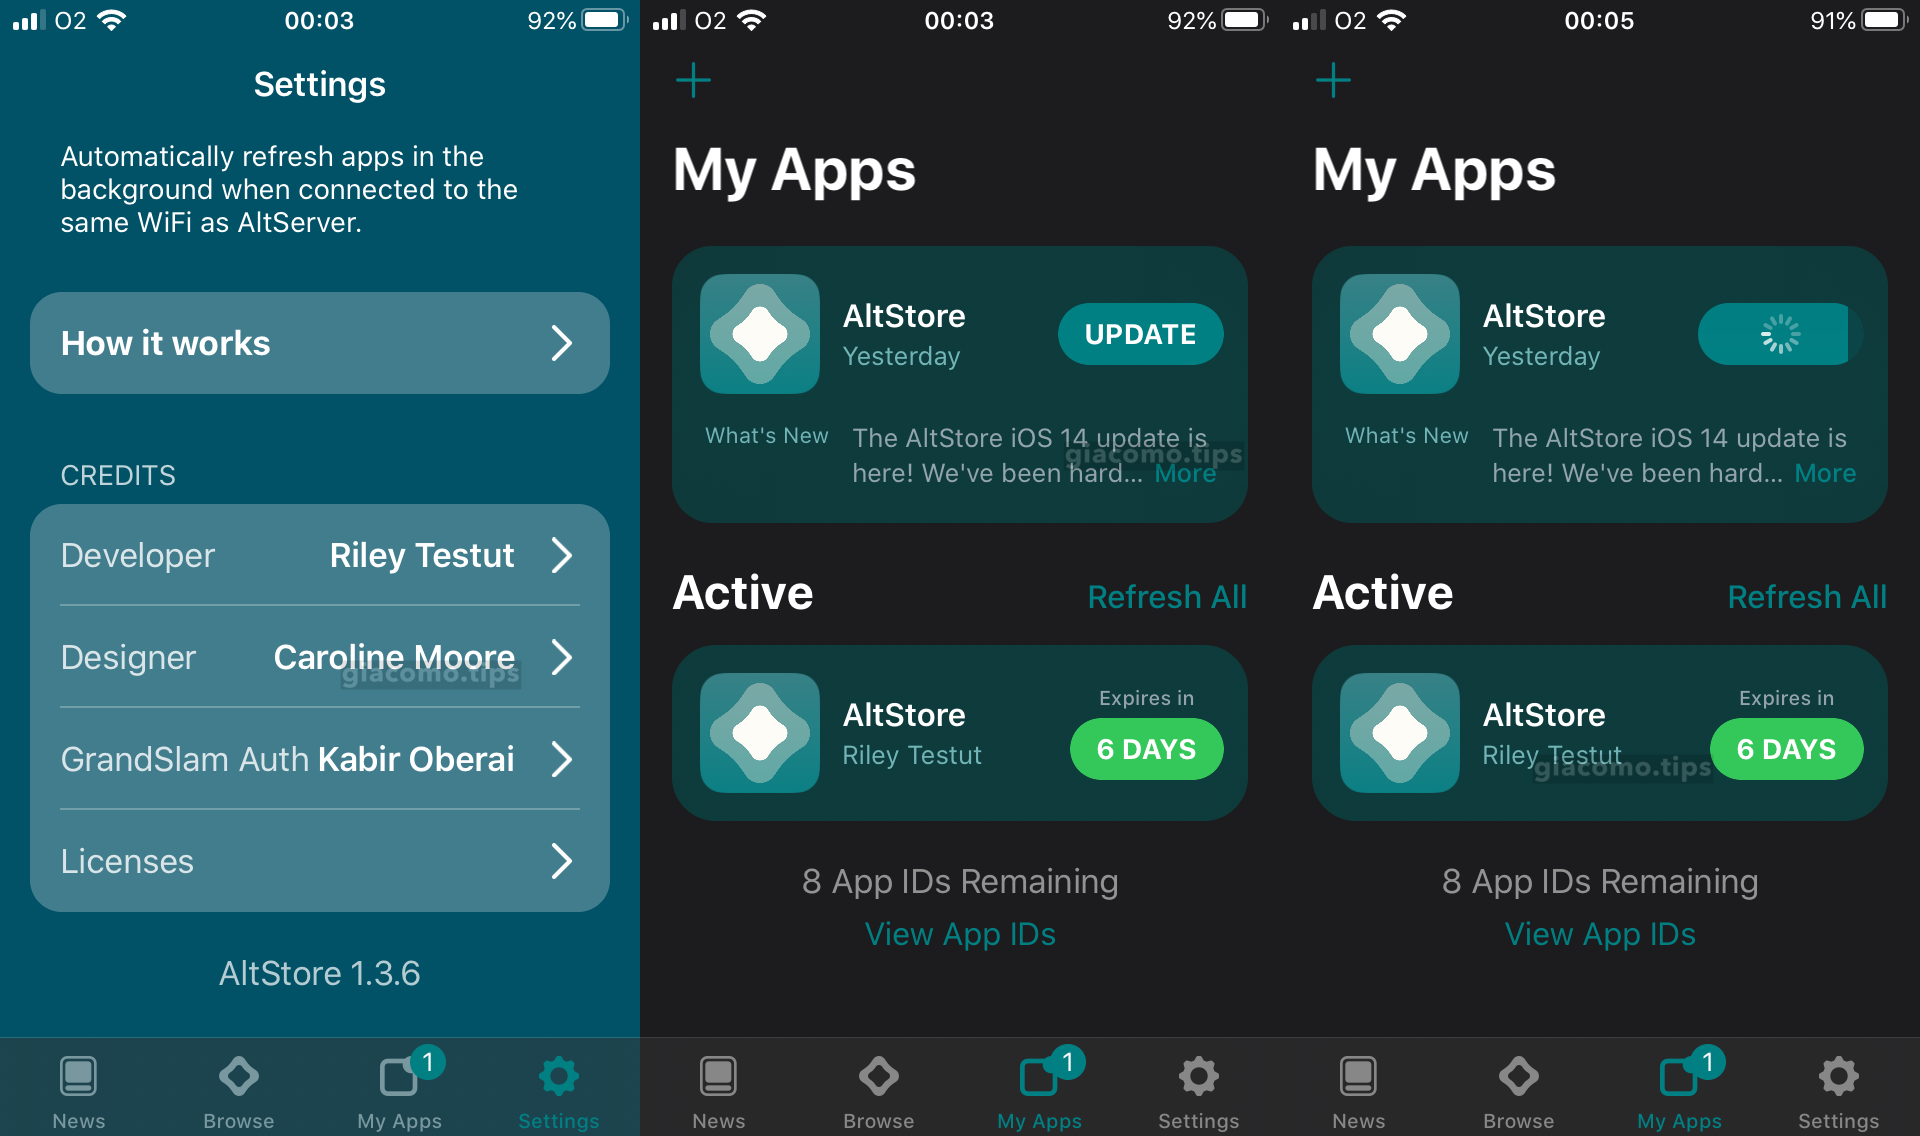 O2 00:03 92%
Settings
Automatically refresh apps in the
background when connected to the
same WiFi as AltServer.
How it works
CREDITS
Developer Riley Testut
Designer Caroline Moore
giacomo.tips
GrandSlam Auth Kabir Oberai
Licenses
AltStore 1.3.6
1
News Browse My Apps Settings
O2 00:03 92%
My Apps
AltStore
Yesterday
UPDATE
What's New
The AltStore iOS 14 update is
giacomo.tips
here! We've been hard... More
Active Refresh All
AltStore
Riley Testut
Expires in
6 DAYS
8 App IDs Remaining
View App IDs
1
News Browse My Apps Settings
O2 00:05 91%
My Apps
AltStore
Yesterday
What's New
The AltStore iOS 14 update is
here! We've been hard... More
Active Refresh All
AltStore
Riley Testut
giacomo.tips
Expires in
6 DAYS
8 App IDs Remaining
View App IDs
1
News Browse My Apps Settings